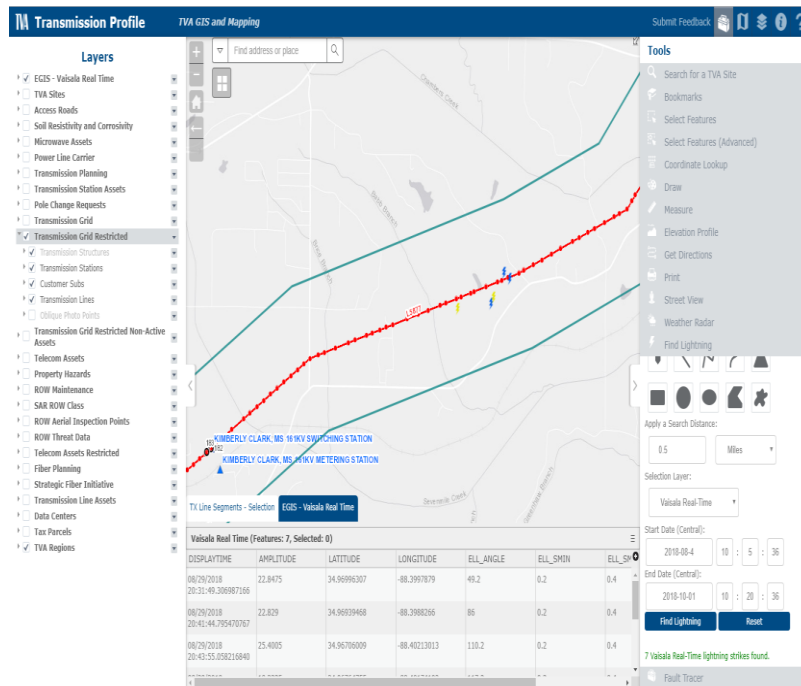 TVA Transmission Profile
TVA GIS and Mapping
Submit Feedback
Layers
EGIS - Vaisala Real Time
TVA Sites
Access Roads
Soil Resistivity and Corrosivity
Microwave Assets
Power Line Carrier
Transmission Planning
Transmission Station Assets
Pole Change Requests
Transmission Grid
Transmission Grid Restricted
Transmission Structures
Transmission Stations
Customer Subs
Transmission Lines
Oblique Photo Points
Transmission Grid Restricted Non-Active
Assets
Telecom Assets
Property Hazards
ROW Maintenance
SAR ROW Class
ROW Aerial Inspection Points
ROW Threat Data
Telecom Assets Restricted
Fiber Planning
Strategic Fiber Initiative
Transmission Line Assets
Data Centers
Tax Parcels
TVA Regions
Find address or place
Chambers Creek
L5877
KIMBERLY CLARK, MS 161KV SWITCHING STATION
KIMBERLY CLARK, MS 161KV METERING STATION
TX Line Segments - Selection
EGIS - Vaisala Real Time
Vaisala Real Time (Features: 7, Selected: 0)
DISPLAYTIME AMPLITUDE LATITUDE LONGITUDE ELL_ANGLE ELL_SMIN
08/29/2018 22.8475 34.96996307 -88.3997879 49.2 0.2 0.4
20:31:49.306987166
08/29/2018 22.829 34.96939468 -88.3988266 86 0.2 0.4
20:41:44.795470767
08/29/2018 25.4005 34.96706009 -88.40213013 110.2 0.2 0.4
20:43:55.058216840
Tools
Search for a TVA Site
Bookmarks
Select Features
Select Features (Advanced)
Coordinate Lookup
Draw
Measure
Elevation Profile
Get Directions
Print
Street View
Weather Radar
Find Lightning
Apply a Search Distance:
0.5 Miles
Selection Layer:
Vaisala Real-Time
Start Date (Central):
2018-08-4 10 : 5 : 36
End Date (Central):
2018-10-01 10 : 20 : 36
Find Lightning Reset
7 Vaisala Real-Time lightning strikes found.
Fault Tracer